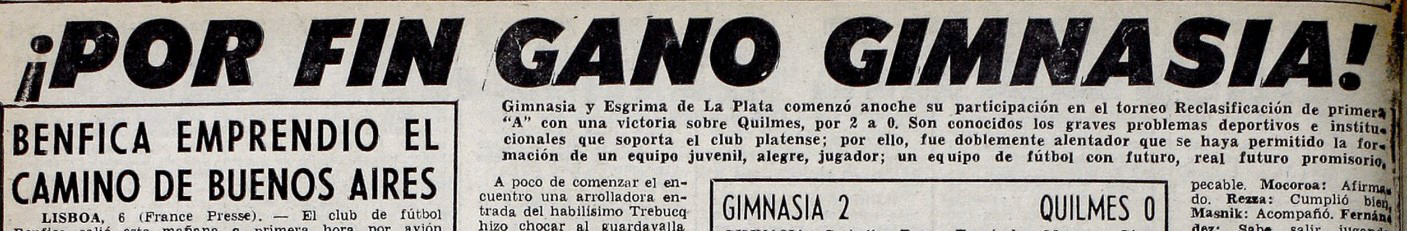 ¡POR FIN GANO GIMNASIA!
BENFICA EMPRENDIO EL
CAMINO DE BUENOS AIRES
LISBOA, 6 (France Presse). — El club de fútbol
Gimnasia y Esgrima de La Plata comenzó anoche su participación en el torneo Reclasificación de primera
"A" con una victoria sobre Quilmes, por 2 a 0. Son conocidos los graves problemas deportivos e institu-
cionales que soporta el club platense; por ello, fue doblemente alentador que se haya permitido la for-
mación de un equipo juvenil, alegre, jugador; un equipo de fútbol con futuro, real futuro promisorio,
A poco de comenzar el en-
cuentro una arrolladora en-
trada del habilísimo Trebucq
hizo chocar al guardavalla
GIMNASIA 2 QUILMES 0
pecable. Mocoroa: Afirma-
do. Rezza: Cumplió bien,
Masnik: Acompañó. Fernán-
dez: Sabe salir jugando